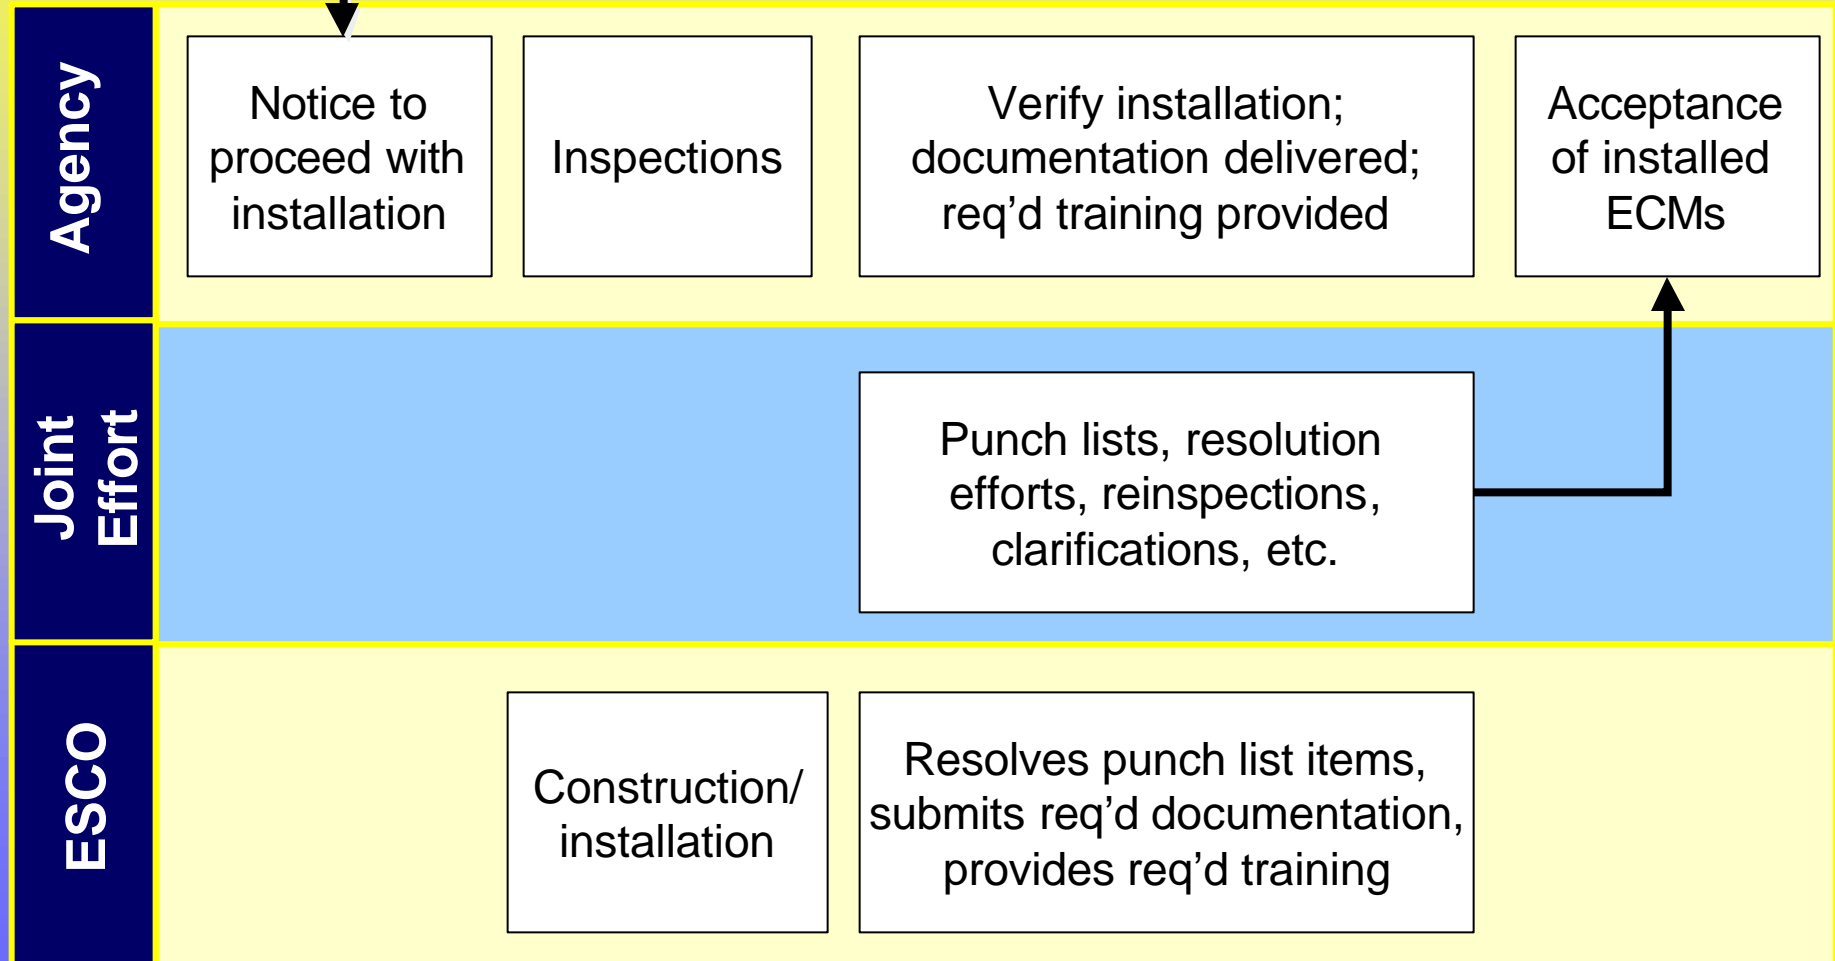 Agency
Notice to
proceed with
installation
Inspections
Verify installation;
documentation delivered;
req’d training provided
Acceptance
of installed
ECMs
Joint
Effort
Punch lists, resolution
efforts, reinspections,
clarifications, etc.
ESCO
Construction/
installation
Resolves punch list items,
submits req’d documentation,
provides req’d training